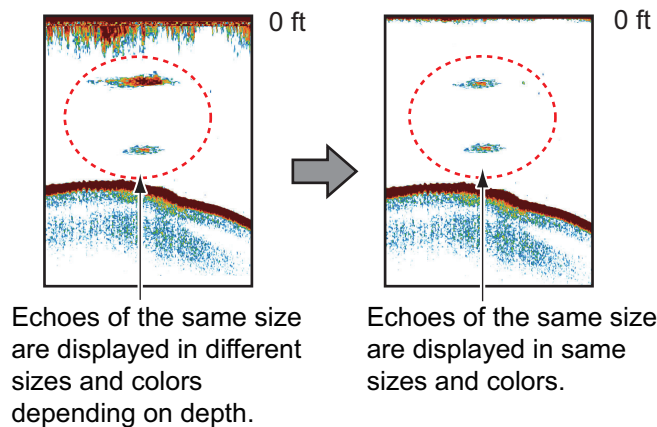 0 ft
0 ft
Echoes of the same size
are displayed in different
sizes and colors
depending on depth.
Echoes of the same size
are displayed in same
sizes and colors.